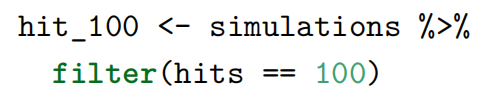 hit_100 <- simulations %>%
filter(hits == 100)